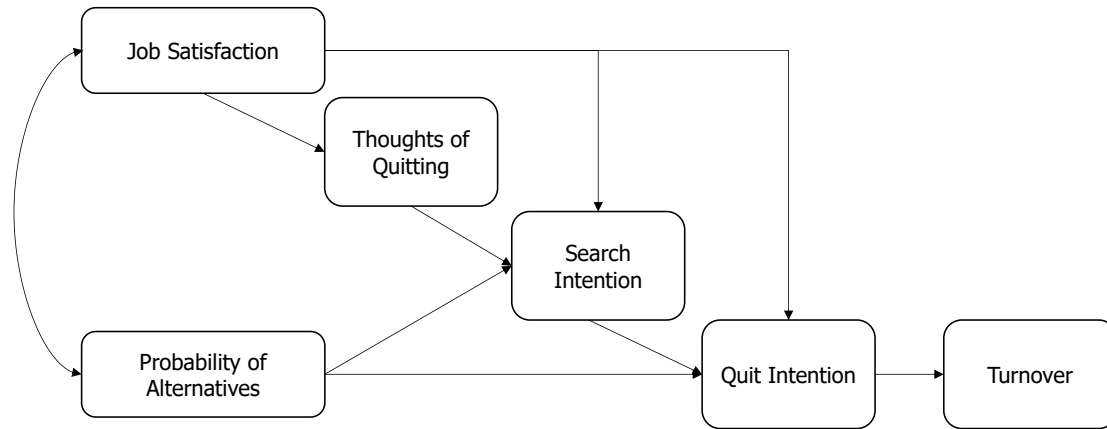 Job Satisfaction
Thoughts of
Quitting
Search
Intention
Probability of
Alternatives
Quit Intention
Turnover